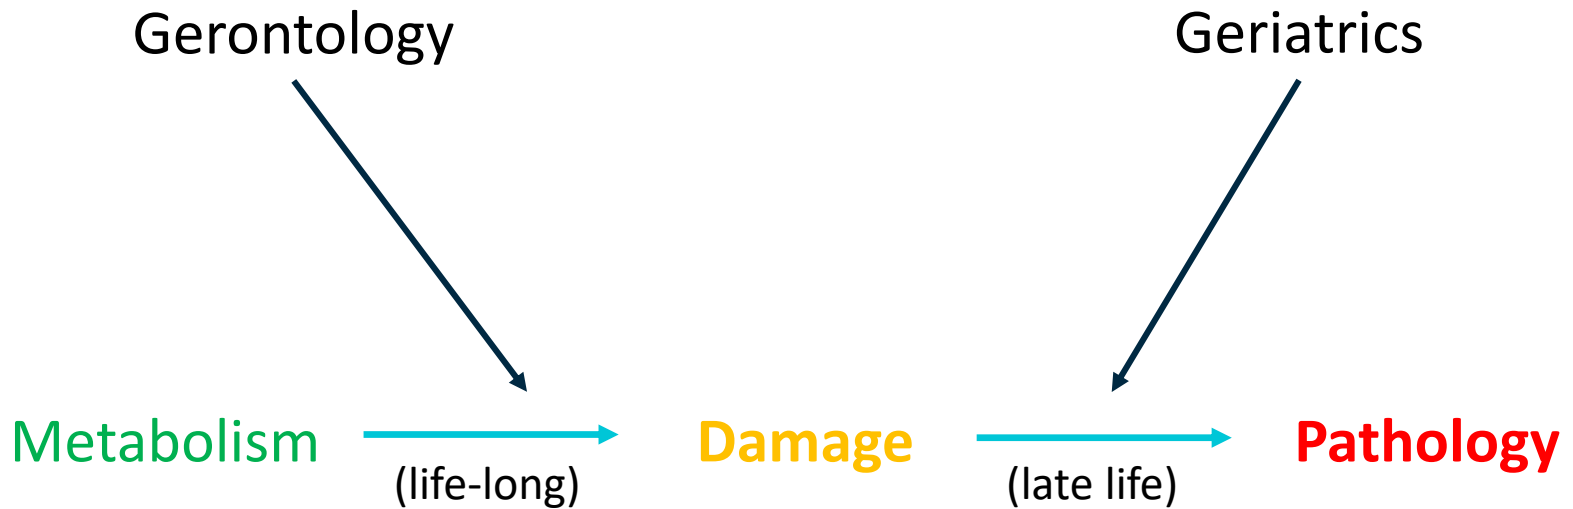 Gerontology
Geriatrics
Metabolism
Damage
Pathology
(life-long)
(late life)